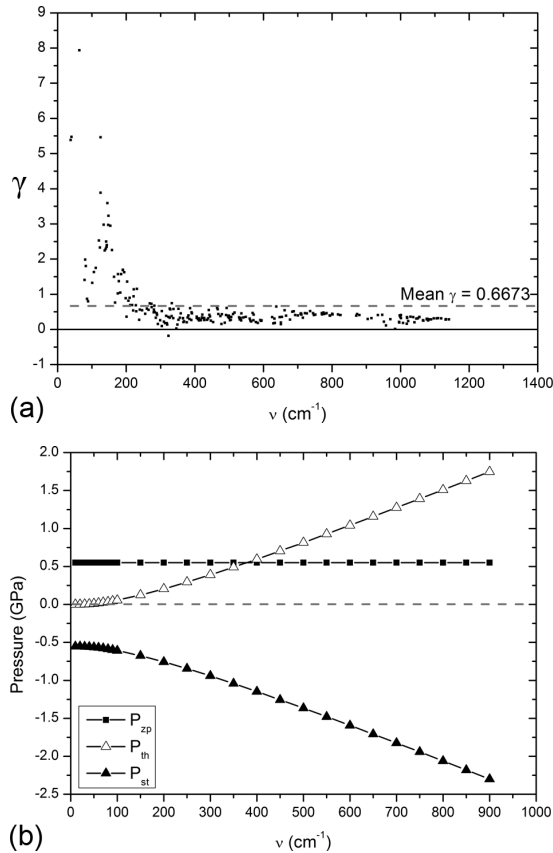 9
8
7
6
5
4
3
2
1
0
-1
γ
Mean γ = 0.6673
0 200 400 600 800 1000 1200 1400
ν (cm-1)
(a)
2.0
1.5
1.0
0.5
0.0
-0.5
-1.0
-1.5
-2.0
-2.5
Pressure (GPa)
Pzp
Pth
Pst
0 100 200 300 400 500 600 700 800 900 1000
ν (cm-1)
(b)